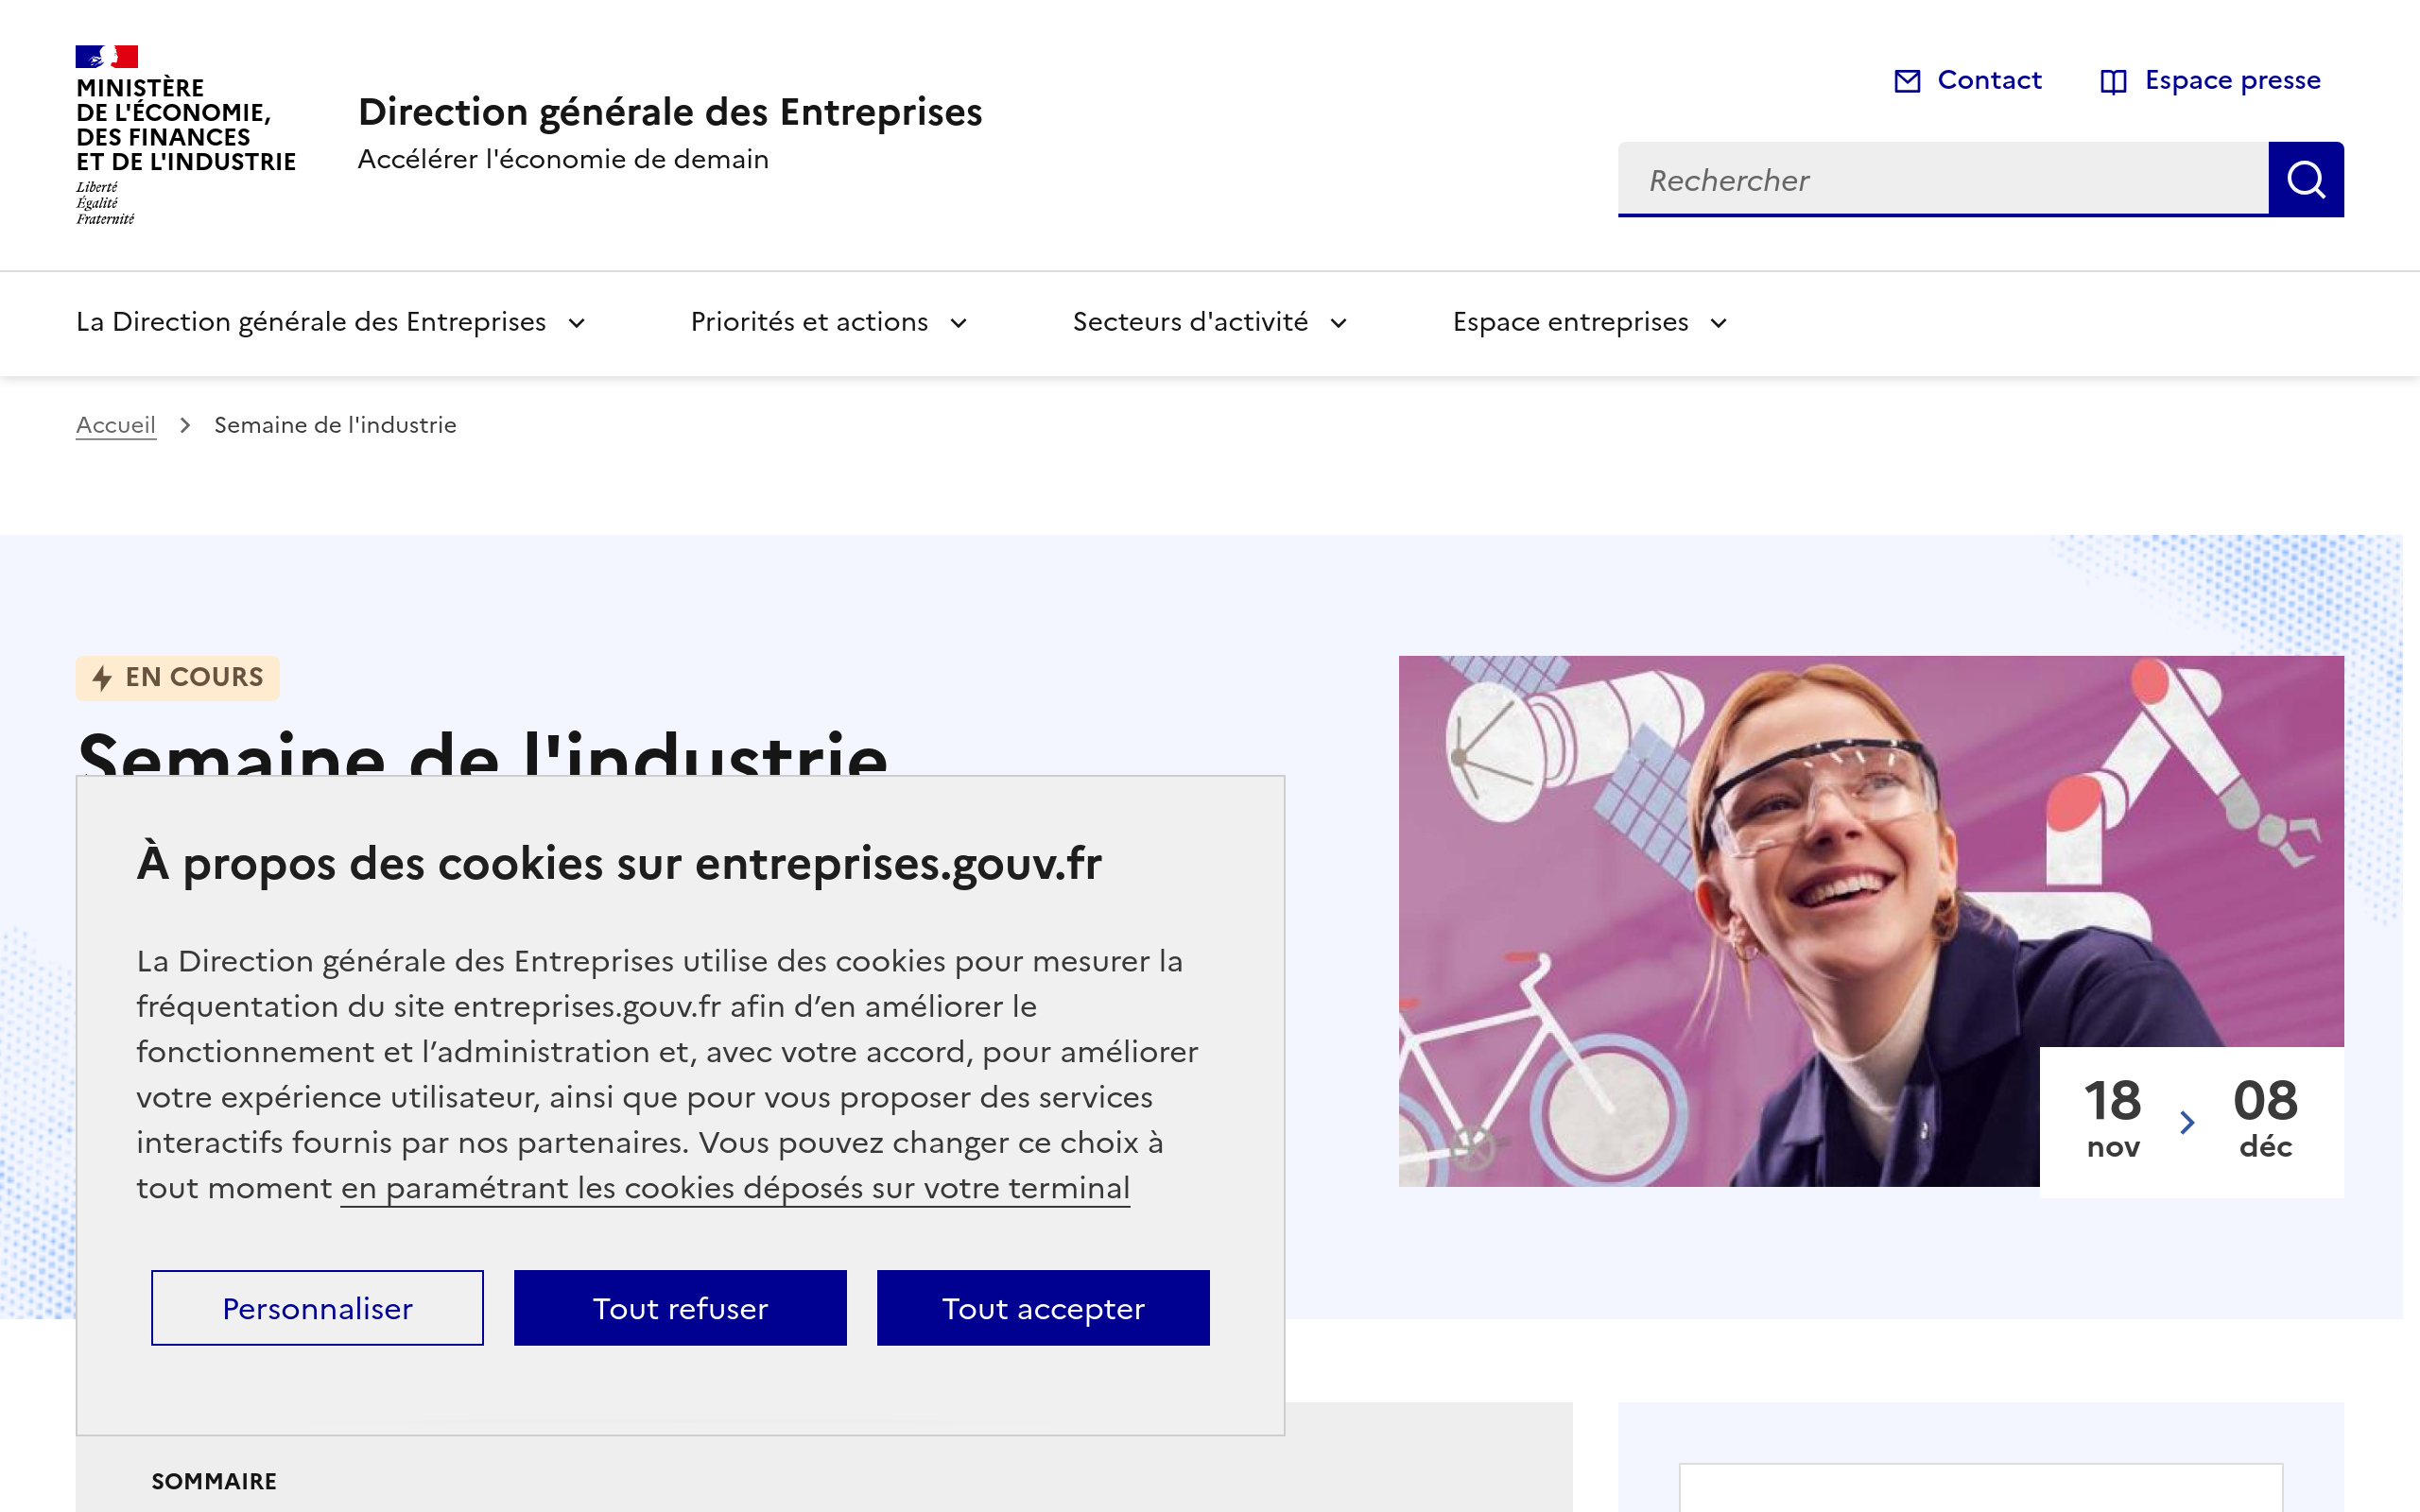 MINISTÈRE
DE L'ÉCONOMIE,
DES FINANCES
ET DE L'INDUSTRIE
Liberté
Égalité
Fraternité
Direction générale des Entreprises
Accélérer l'économie de demain
Contact
Espace presse
Rechercher
La Direction générale des Entreprises
Priorités et actions
Secteurs d'activité
Espace entreprises
Accueil
Semaine de l'industrie
EN COURS
Semaine de l'industrie
À propos des cookies sur entreprises.gouv.fr
La Direction générale des Entreprises utilise des cookies pour mesurer la
fréquentation du site entreprises.gouv.fr afin d’en améliorer le
fonctionnement et l’administration et, avec votre accord, pour améliorer
votre expérience utilisateur, ainsi que pour vous proposer des services
interactifs fournis par nos partenaires. Vous pouvez changer ce choix à
tout moment en paramétrant les cookies déposés sur votre terminal
Personnaliser
Tout refuser
Tout accepter
18
nov
08
déc
SOMMAIRE